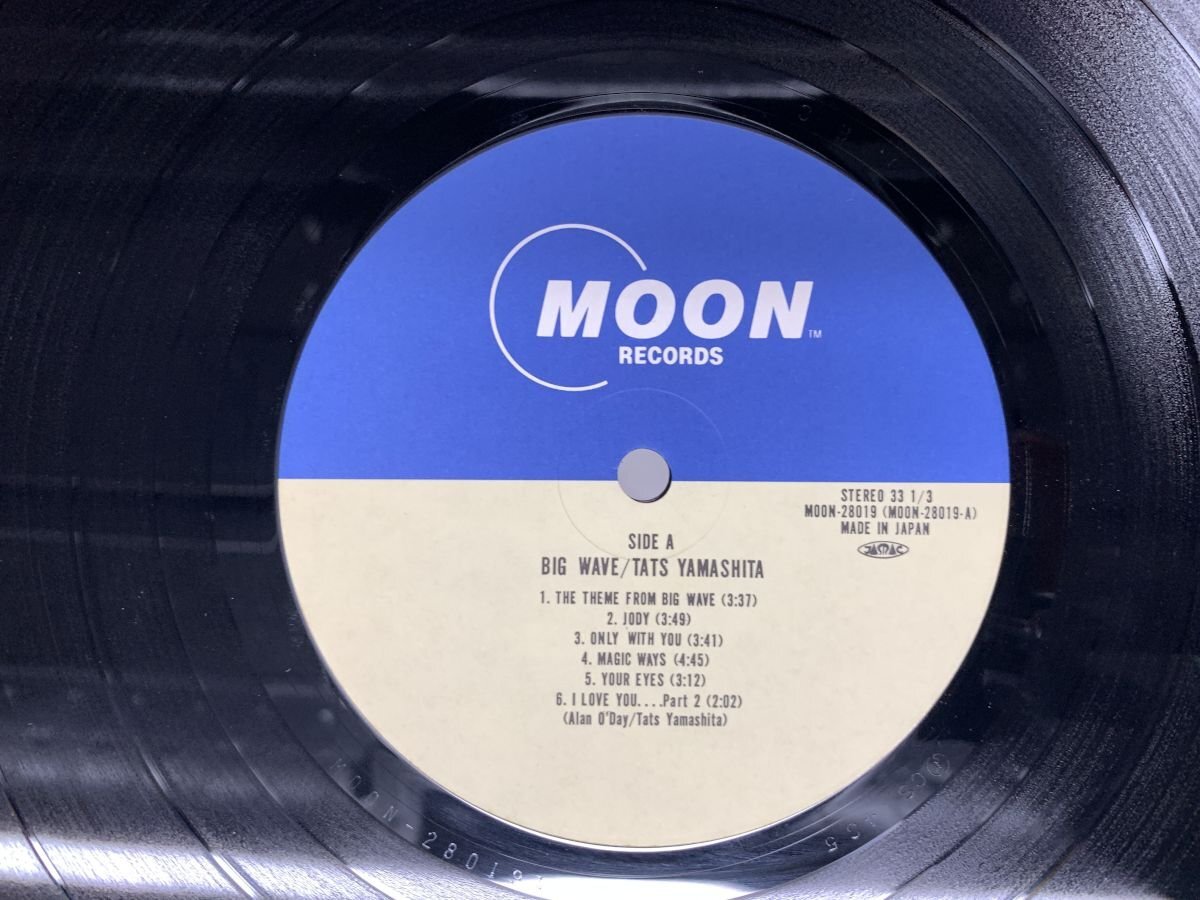 MOON™
RECORDS
STEREO 33 1/3
MOON-28019 (MOON-28019-A)
MADE IN JAPAN
JASRAC
SIDE A
BIG WAVE/TATS YAMASHITA
1. THE THEME FROM BIG WAVE (3:37)
2. JODY (3:49)
3. ONLY WITH YOU (3:41)
4. MAGIC WAYS (4:45)
5. YOUR EYES (3:12)
6. I LOVE YOU....Part 2 (2:02)
(Alan O'Day/Tats Yamashita)
MOON-28019